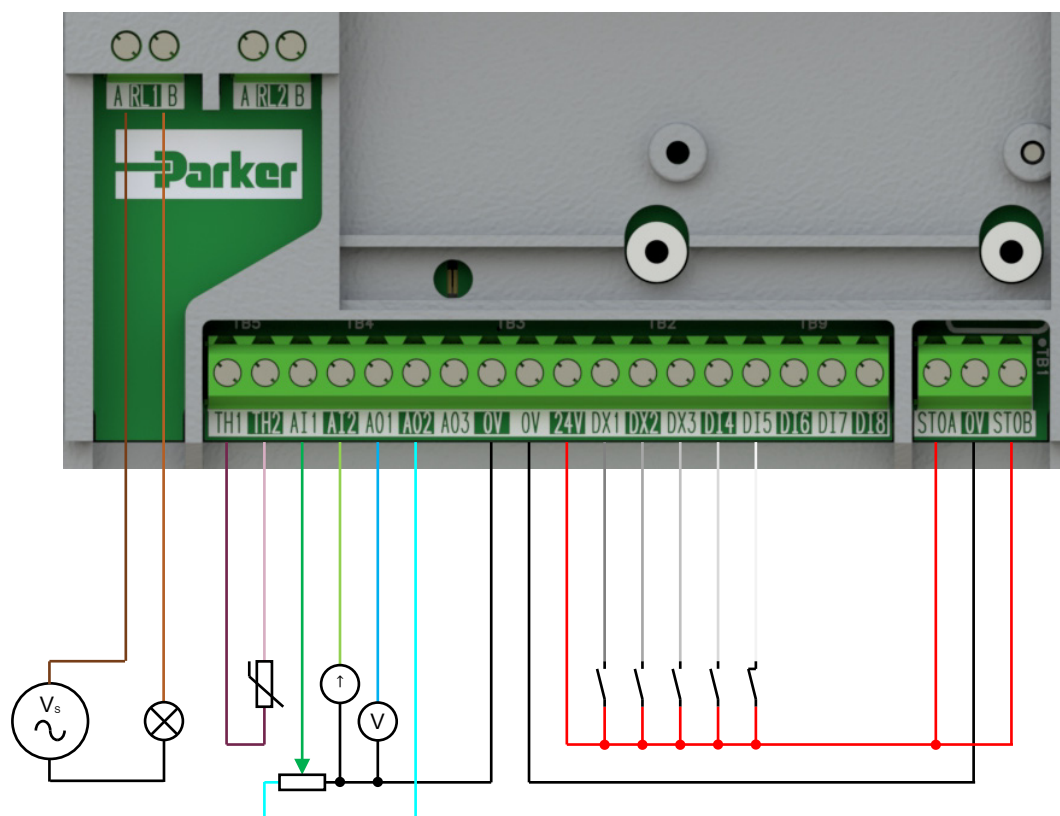 A RL1 B
A RL2 B
Parker
TB5 TB4 TB3 TB2 TB9
TB1
TH1 TH2 AI1 AI2 AO1 AO2 AO3 0V 0V 24V DX1 DX2 DX3 DI4 DI5 DI6 DI7 DI8
STOA 0V STOB
Vs
↑
V